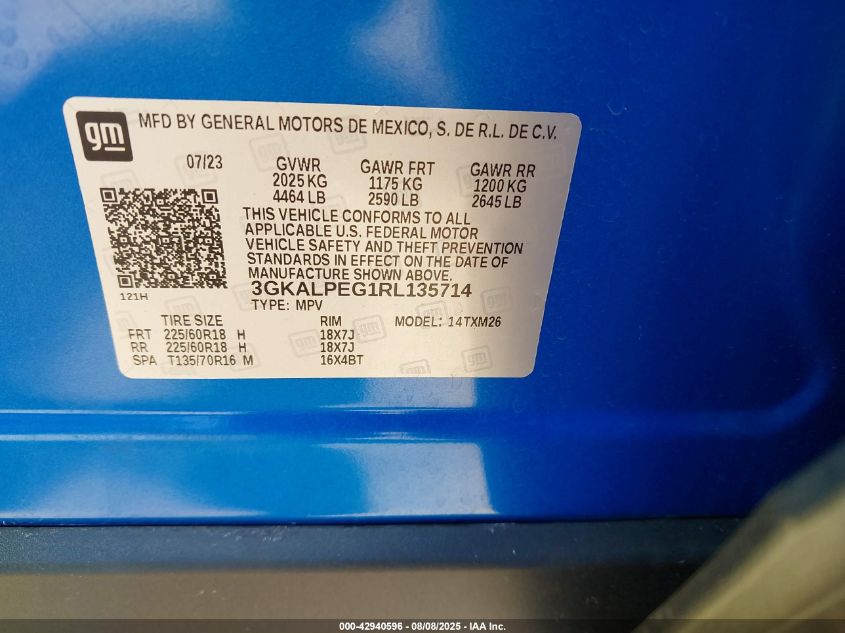 gm MFD BY GENERAL MOTORS DE MEXICO, S. DE R.L. DE C.V.
07/23 GVWR GAWR FRT GAWR RR
2025 KG 1175 KG 1200 KG
4464 LB 2590 LB 2645 LB
THIS VEHICLE CONFORMS TO ALL
APPLICABLE U.S. FEDERAL MOTOR
VEHICLE SAFETY AND THEFT PREVENTION
STANDARDS IN EFFECT ON THE DATE OF
MANUFACTURE SHOWN ABOVE.
3GKALPEG1RL135714
121H TYPE: MPV
TIRE SIZE RIM MODEL: 14TXM26
FRT 225/60R18 H 18X7J
RR 225/60R18 H 18X7J
SPA T135/70R16 M 16X4BT
000-42940596 - 08/08/2025 - IAA Inc.